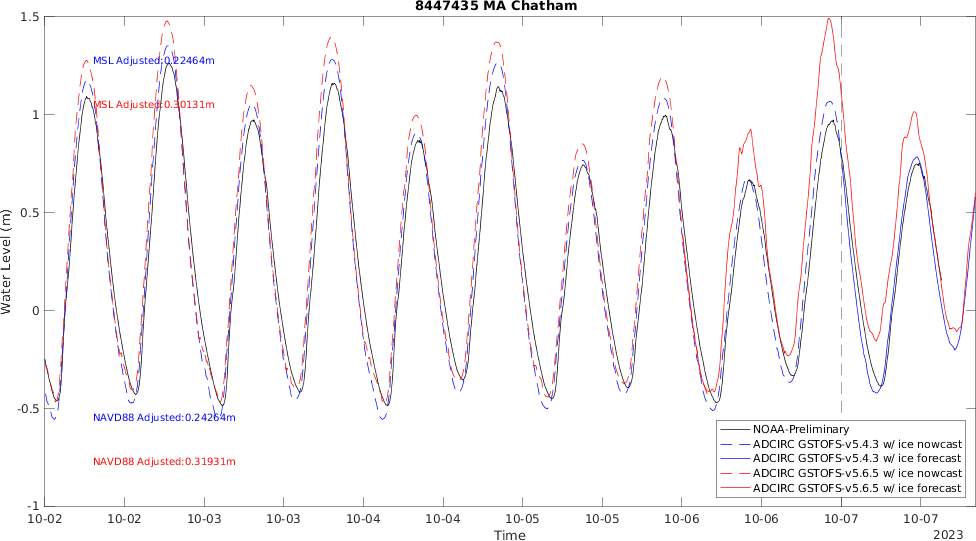 8447435 MA Chatham
1.5
1
0.5
0
-0.5
-1
Water Level (m)
MSL Adjusted:0.22464m
MSL Adjusted:0.30131m
NAVD88 Adjusted:0.24264m
NAVD88 Adjusted:0.31931m
NOAA-Preliminary
ADCIRC GSTOFS-v5.4.3 w/ ice nowcast
ADCIRC GSTOFS-v5.4.3 w/ ice forecast
ADCIRC GSTOFS-v5.6.5 w/ ice nowcast
ADCIRC GSTOFS-v5.6.5 w/ ice forecast
10-02 10-02 10-03 10-03 10-04 10-04 10-05 10-05 10-06 10-06 10-07 10-07
Time
2023